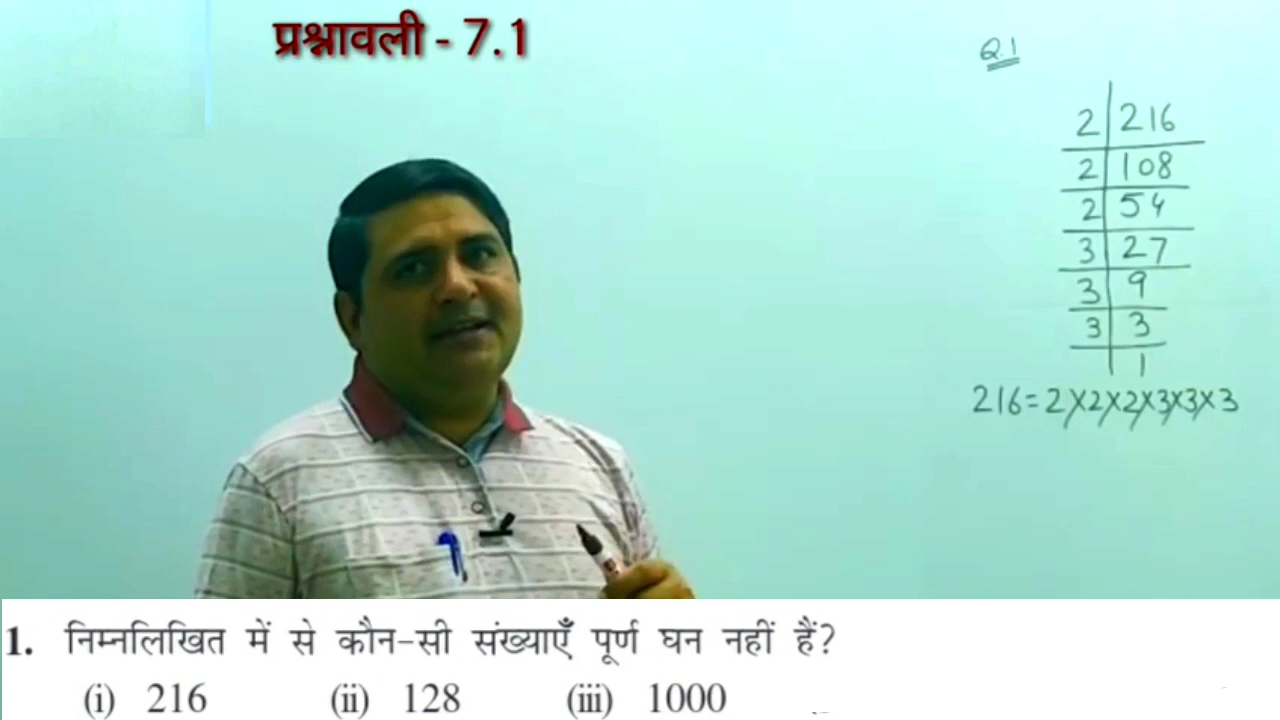 प्रश्नावली - 7.1
Q.1
2 | 216
2 | 108
2 | 54
3 | 27
3 | 9
3 | 3
1
216 = 2 × 2 × 2 × 3 × 3 × 3
1. निम्नलिखित में से कौन-सी संख्याएँ पूर्ण घन नहीं हैं?
(i) 216 (ii) 128 (iii) 1000